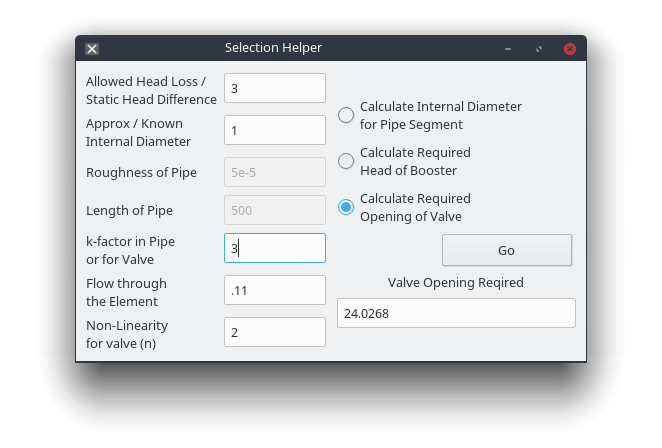 Selection Helper
Allowed Head Loss /
Static Head Difference
3
Approx / Known
Internal Diameter
1
Roughness of Pipe
5e-5
Length of Pipe
500
k-factor in Pipe
or for Valve
3
Flow through
the Element
.11
Non-Linearity
for valve (n)
2
Calculate Internal Diameter
for Pipe Segment
Calculate Required
Head of Booster
Calculate Required
Opening of Valve
Go
Valve Opening Reqired
24.0268